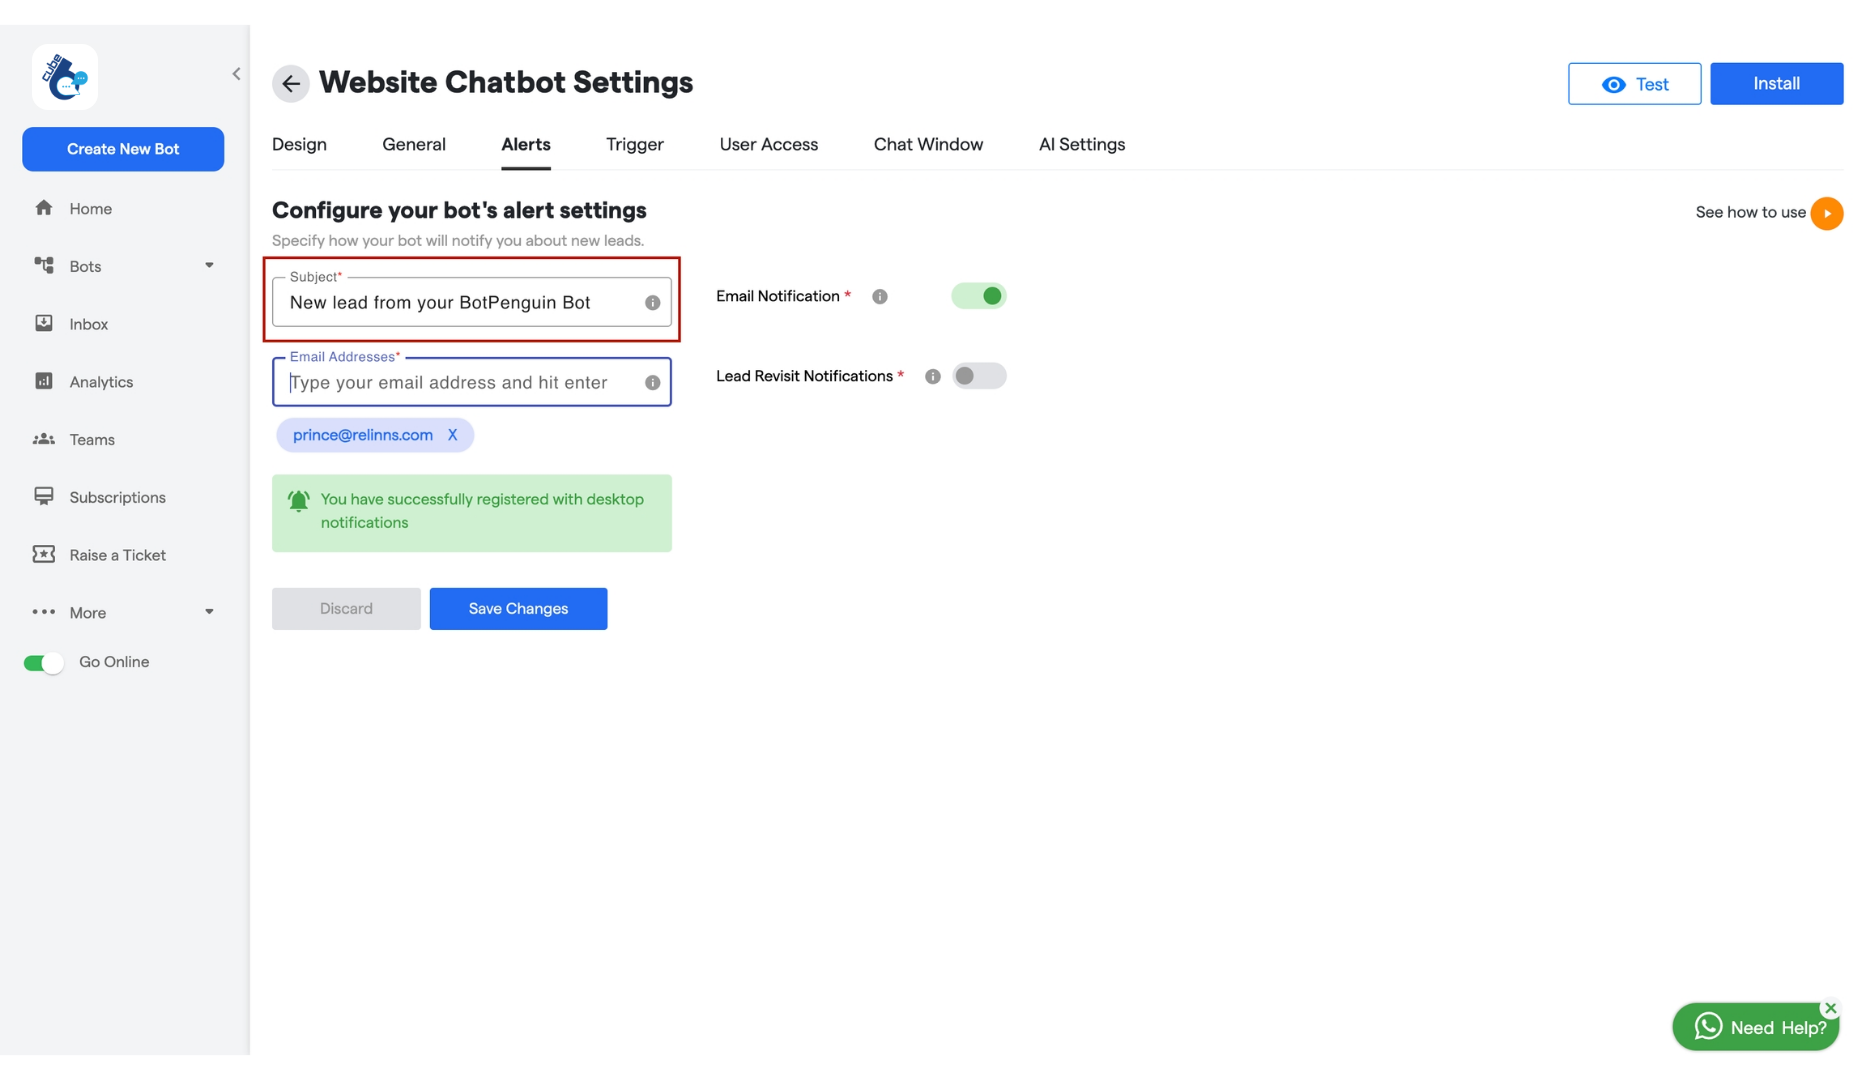 cube
Create New Bot
Home
Bots
Inbox
Analytics
Teams
Subscriptions
Raise a Ticket
More
Go Online
Website Chatbot Settings
Test
Install
Design
General
Alerts
Trigger
User Access
Chat Window
AI Settings
Configure your bot's alert settings
Specify how your bot will notify you about new leads.
See how to use
Subject*
New lead from your BotPenguin Bot
Email Notification *
Email Addresses*
Type your email address and hit enter
Lead Revisit Notifications *
prince@relinns.com X
You have successfully registered with desktop
notifications
Discard
Save Changes
Need Help?